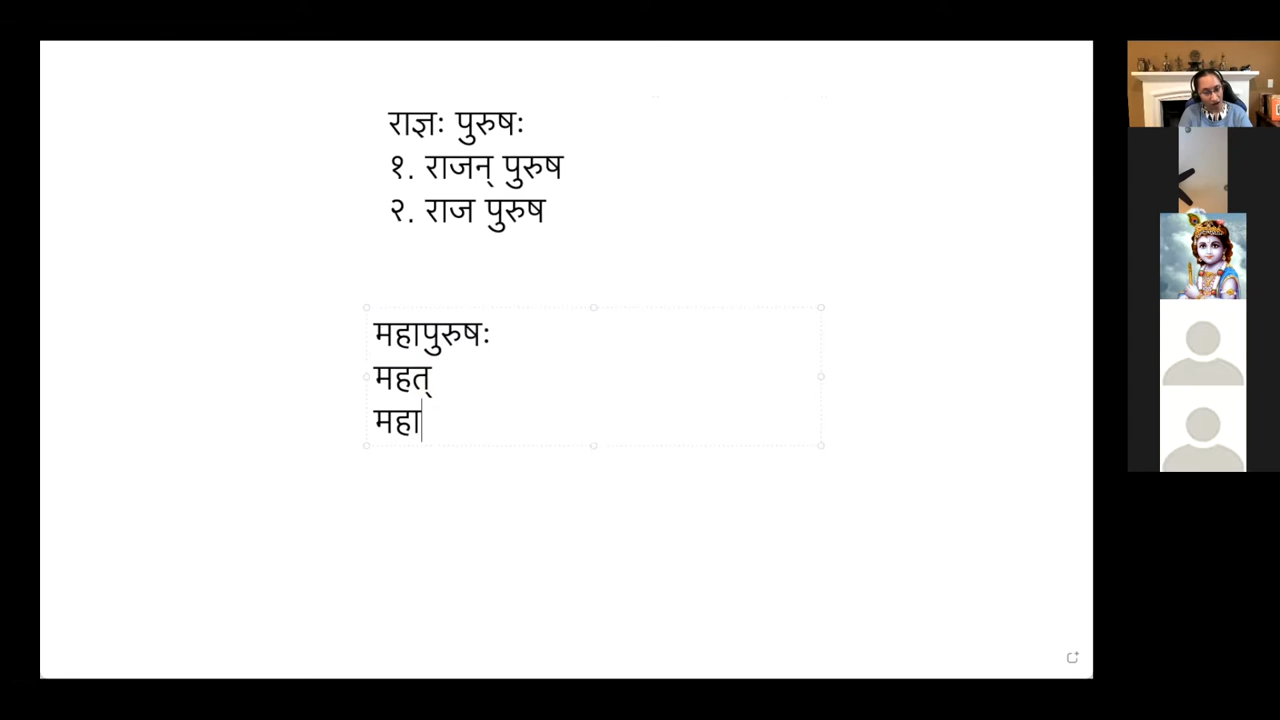 राज्ञः पुरुषः
१. राजन् पुरुष
२. राज पुरुष
महापुरुषः
महत्
महा